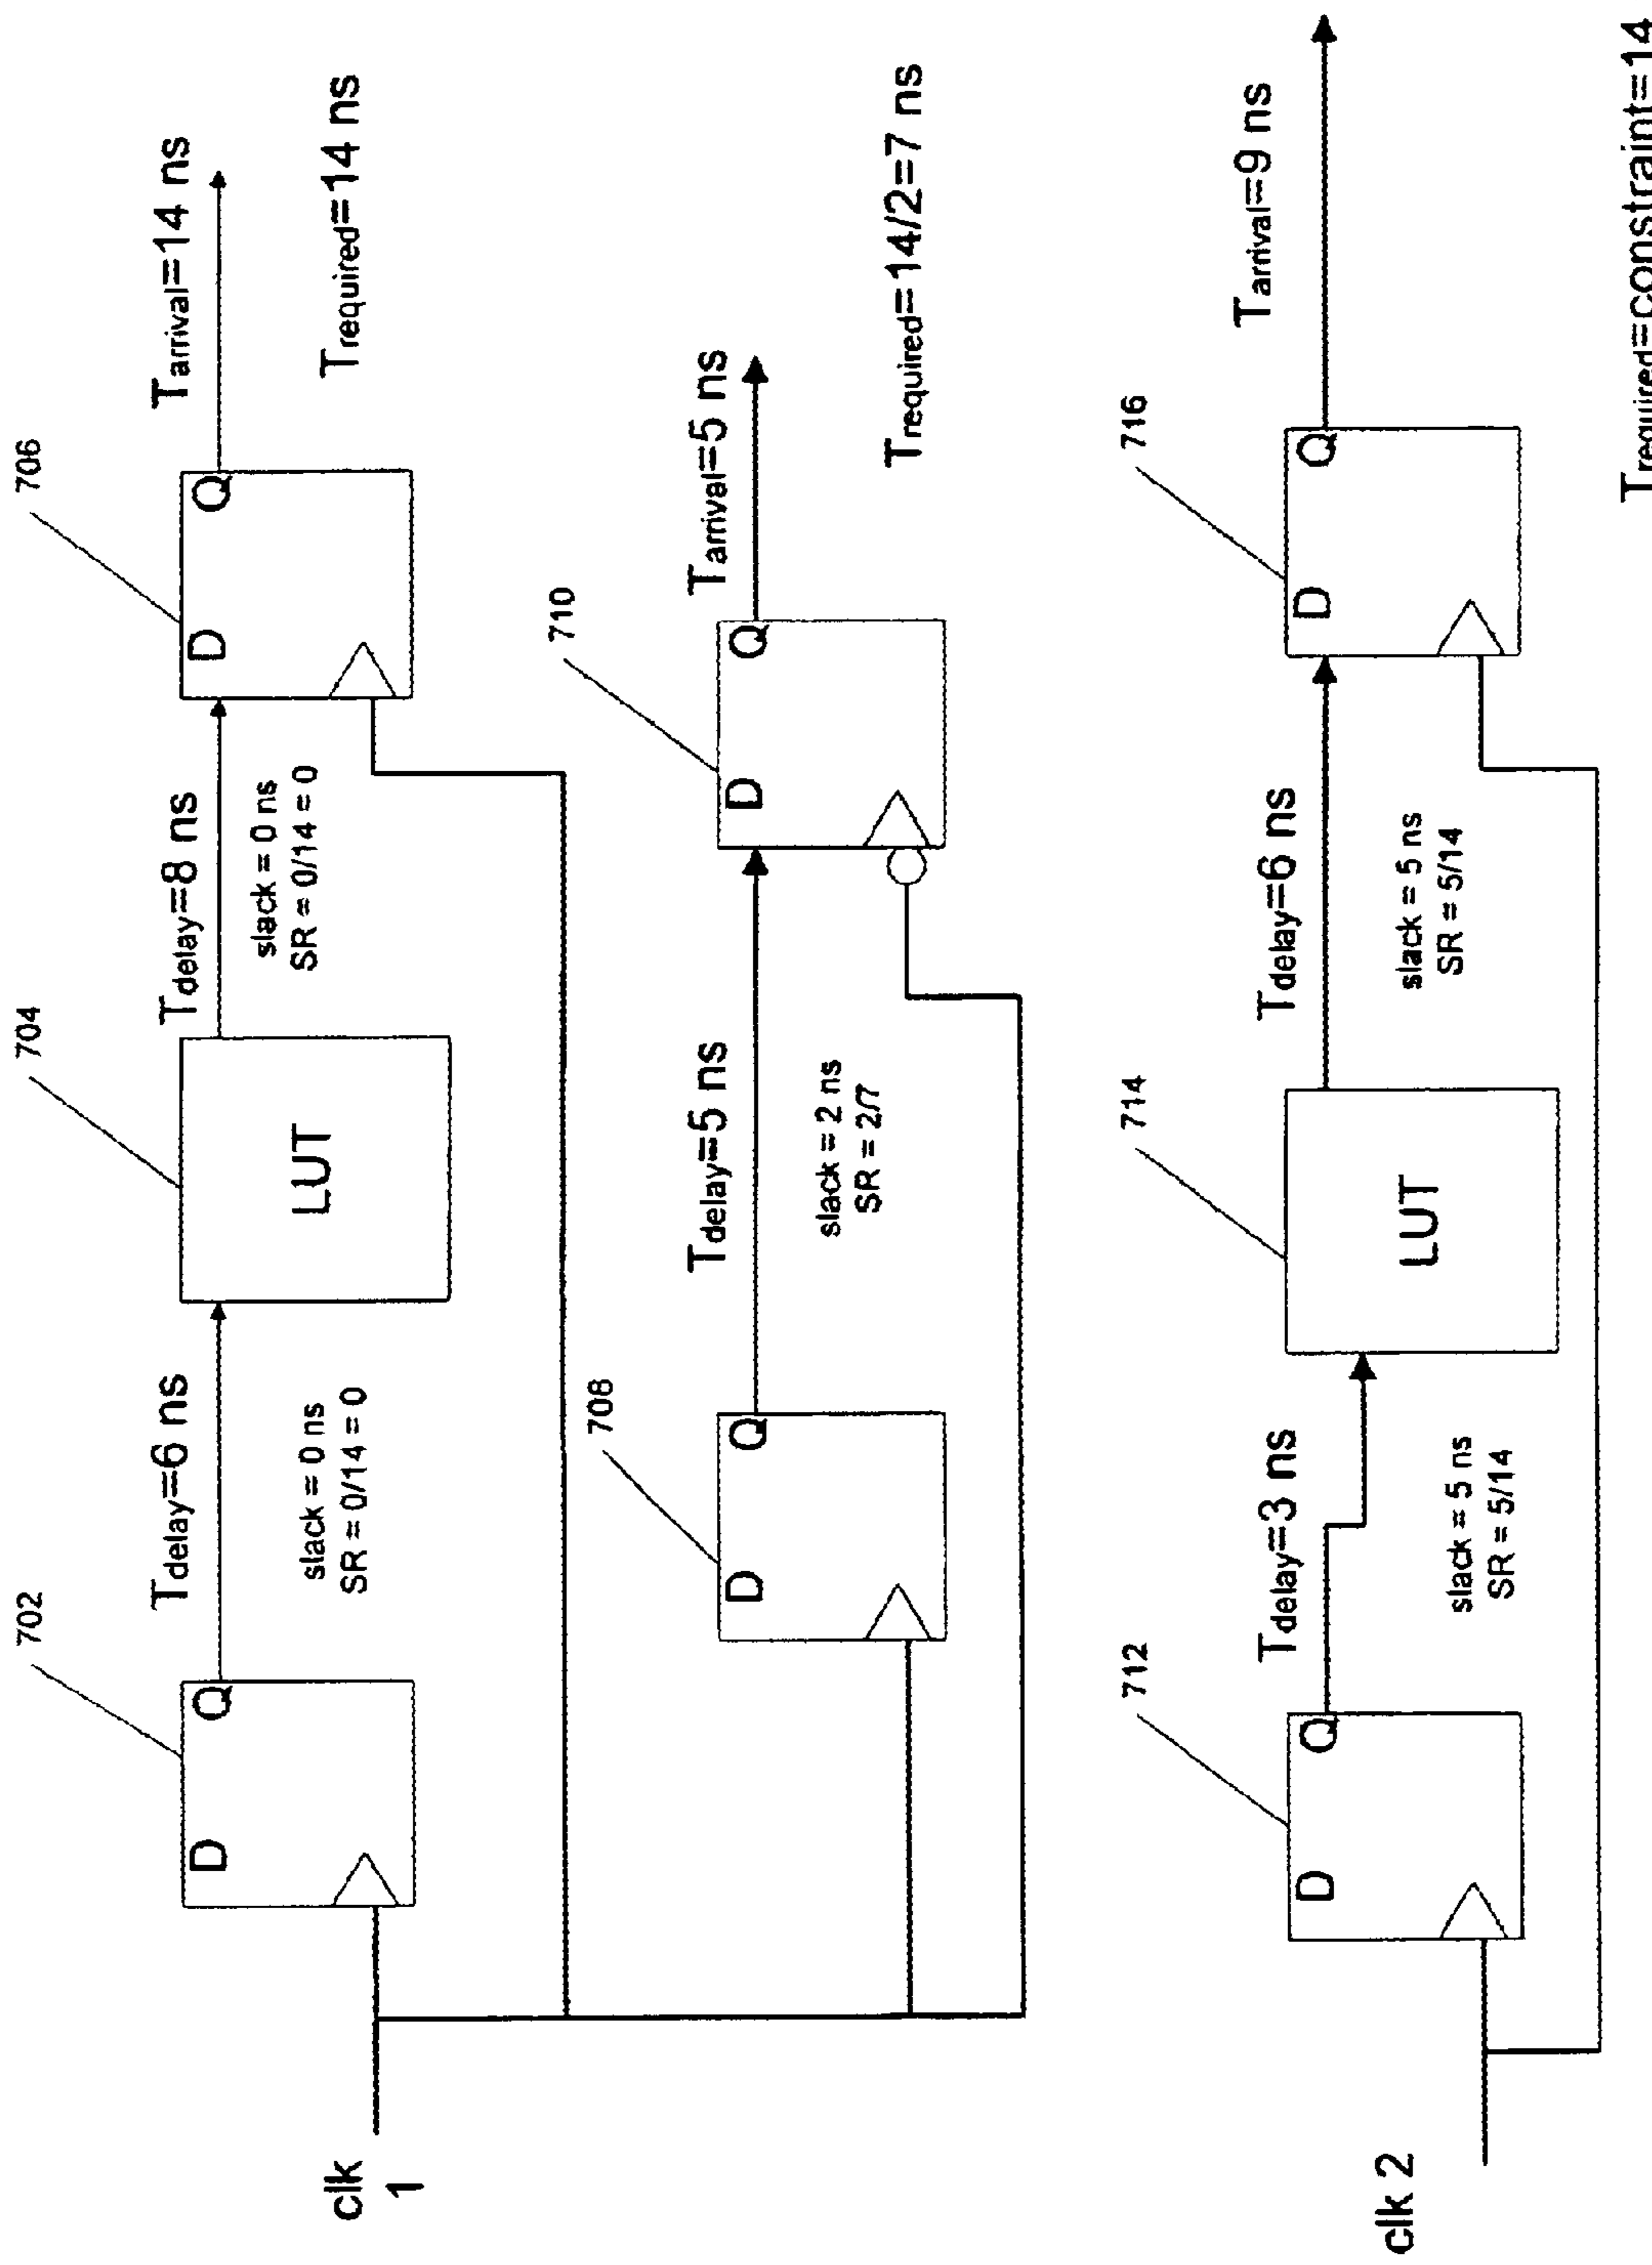 702
704
706
D
Q
Tdelay=6 ns
slack = 0 ns
SR = 0/14 = 0
LUT
Tdelay=8 ns
slack = 0 ns
SR = 0/14 = 0
D
Q
Tarrival=14 ns
Trequired=14 ns
clk
1
708
710
D
Q
Tdelay=5 ns
slack = 2 ns
SR = 2/7
D
Q
Tarrival=5 ns
Trequired=14/2=7 ns
712
714
716
D
Q
Tdelay=3 ns
slack = 5 ns
SR = 5/14
LUT
Tdelay=6 ns
slack = 5 ns
SR = 5/14
D
Q
Tarrival=9 ns
clk 2
Trequired=constraint=14